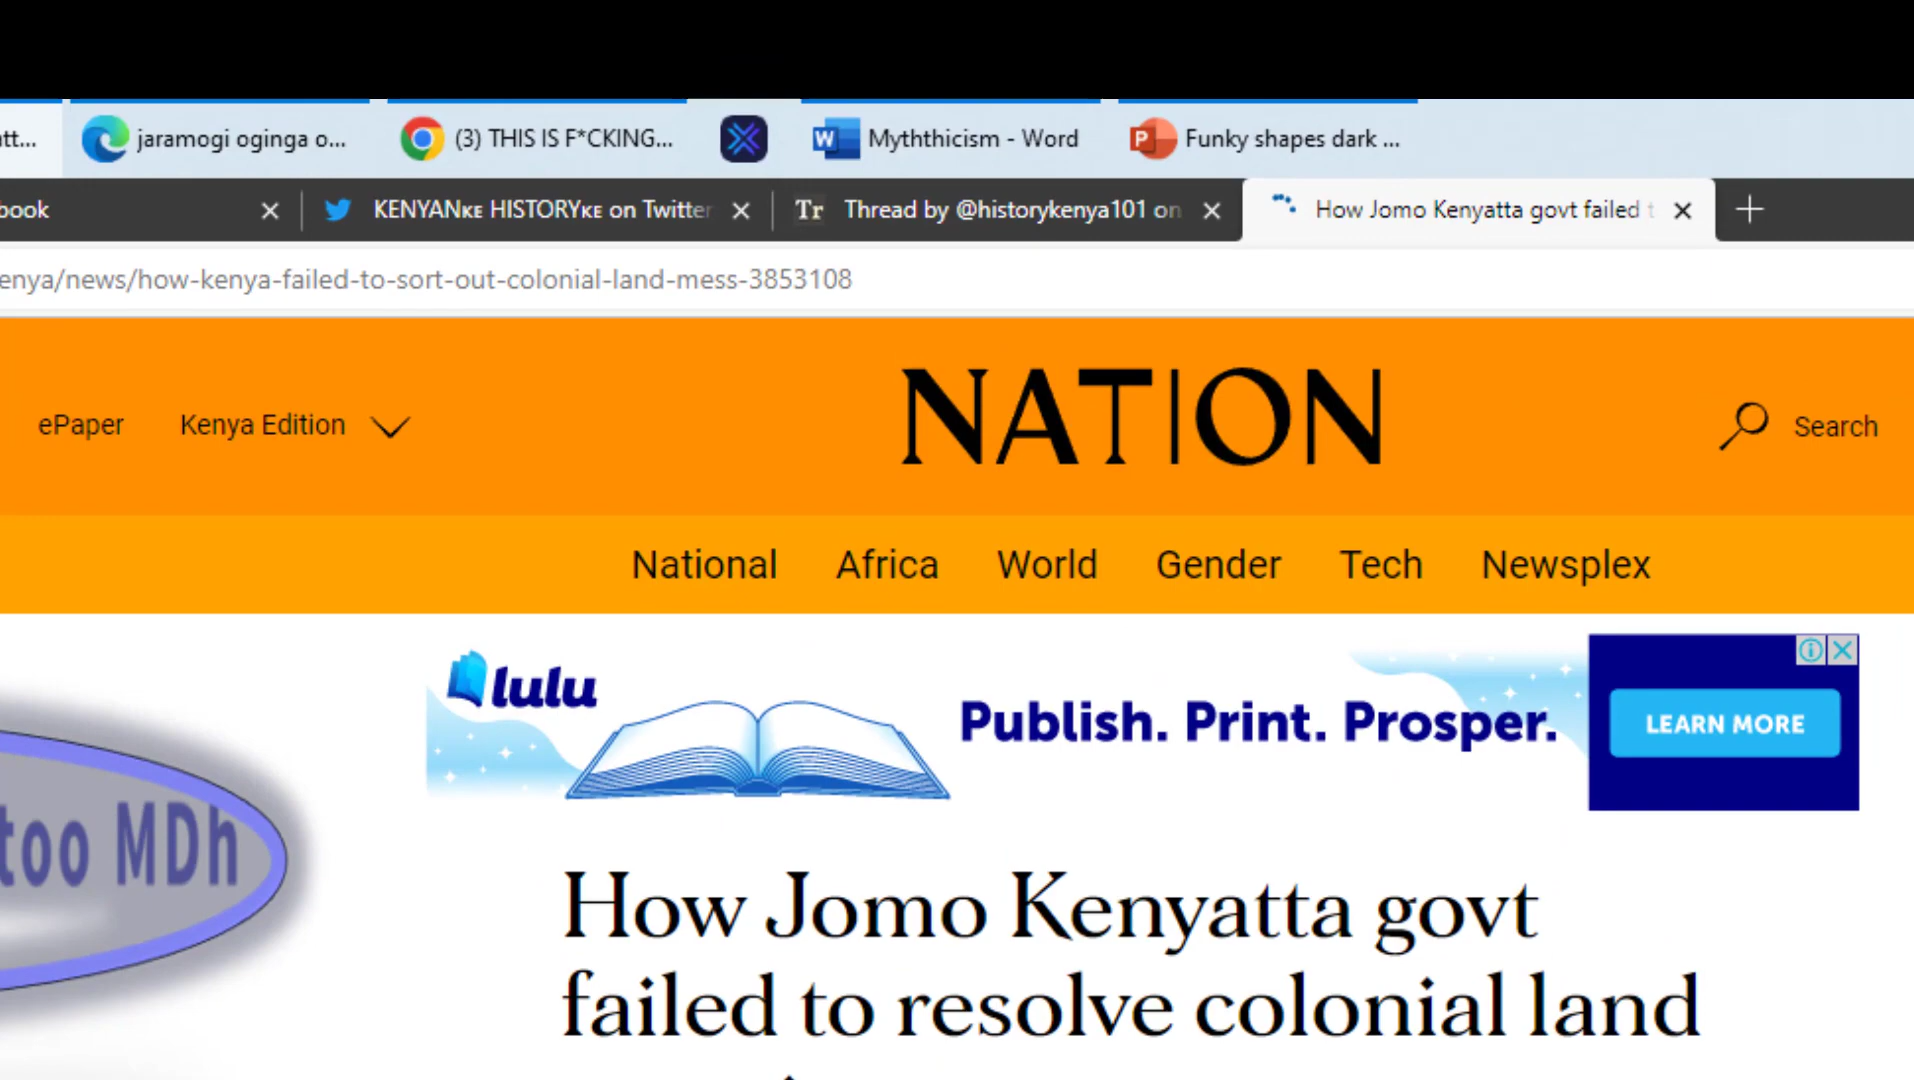 tt...
jaramogi oginga o...
(3) THIS IS F*CKING...
Myththicism - Word
Funky shapes dark ...
book
KENYANᴋᴇ HISTORYᴋᴇ on Twitter
Tr Thread by @historykenya101 on
How Jomo Kenyatta govt failed t
enya/news/how-kenya-failed-to-sort-out-colonial-land-mess-3853108
ePaper
Kenya Edition
NATION
Search
National Africa World Gender Tech Newsplex
lulu
Publish. Print. Prosper.
LEARN MORE
too MDh
How Jomo Kenyatta govt
failed to resolve colonial land